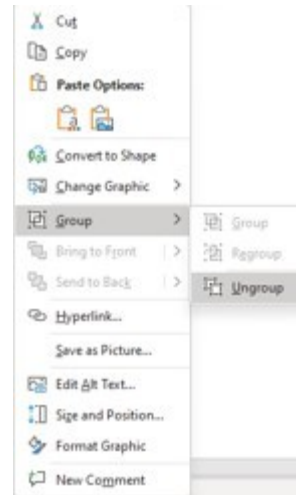 Cut
Copy
Paste Options:
Convert to Shape
Change Graphic
Group
Bring to Front
Send to Back
Hyperlink...
Save as Picture...
Edit Alt Text...
Size and Position...
Format Graphic
New Comment
Group
Regroup
Ungroup